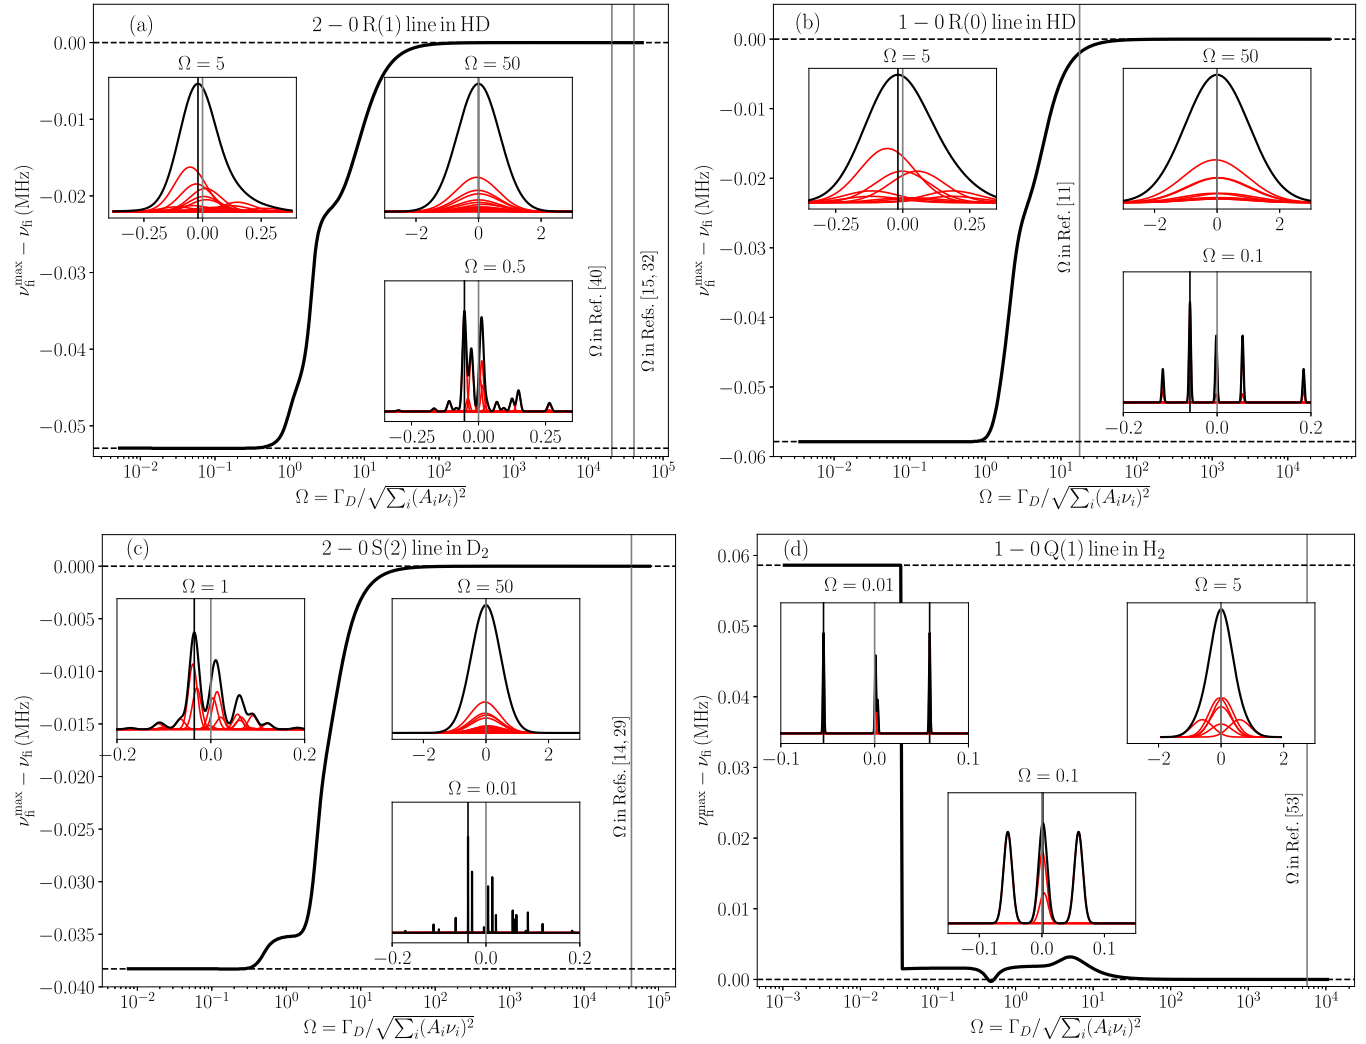 (a) 2 − 0 R(1) line in HD
0.00
−0.01
−0.02
−0.03
−0.04
−0.05
ν_fi^max − ν_fi (MHz)
Ω = 5
−0.25 0.00 0.25
Ω = 50
−2 0 2
Ω = 0.5
−0.25 0.00 0.25
Ω in Ref. [40]
Ω in Refs. [15, 32]
10^−2 10^−1 10^0 10^1 10^2 10^3 10^4 10^5
Ω = Γ_D/√∑_i(A_iν_i)^2
(b) 1 − 0 R(0) line in HD
0.00
−0.01
−0.02
−0.03
−0.04
−0.05
−0.06
ν_fi^max − ν_fi (MHz)
Ω = 5
−0.25 0.00 0.25
Ω = 50
−2 0 2
Ω = 0.1
−0.2 0.0 0.2
Ω in Ref. [11]
10^−2 10^−1 10^0 10^1 10^2 10^3 10^4
Ω = Γ_D/√∑_i(A_iν_i)^2
(c) 2 − 0 S(2) line in D_2
0.000
−0.005
−0.010
−0.015
−0.020
−0.025
−0.030
−0.035
−0.040
ν_fi^max − ν_fi (MHz)
Ω = 1
−0.2 0.0 0.2
Ω = 50
−2 0 2
Ω = 0.01
−0.2 0.0 0.2
Ω in Refs. [14, 29]
10^−2 10^−1 10^0 10^1 10^2 10^3 10^4 10^5
Ω = Γ_D/√∑_i(A_iν_i)^2
(d) 1 − 0 Q(1) line in H_2
0.06
0.05
0.04
0.03
0.02
0.01
0.00
ν_fi^max − ν_fi (MHz)
Ω = 0.01
−0.1 0.0 0.1
Ω = 5
−2 0 2
Ω = 0.1
−0.1 0.0 0.1
Ω in Ref. [53]
10^−3 10^−2 10^−1 10^0 10^1 10^2 10^3 10^4
Ω = Γ_D/√∑_i(A_iν_i)^2